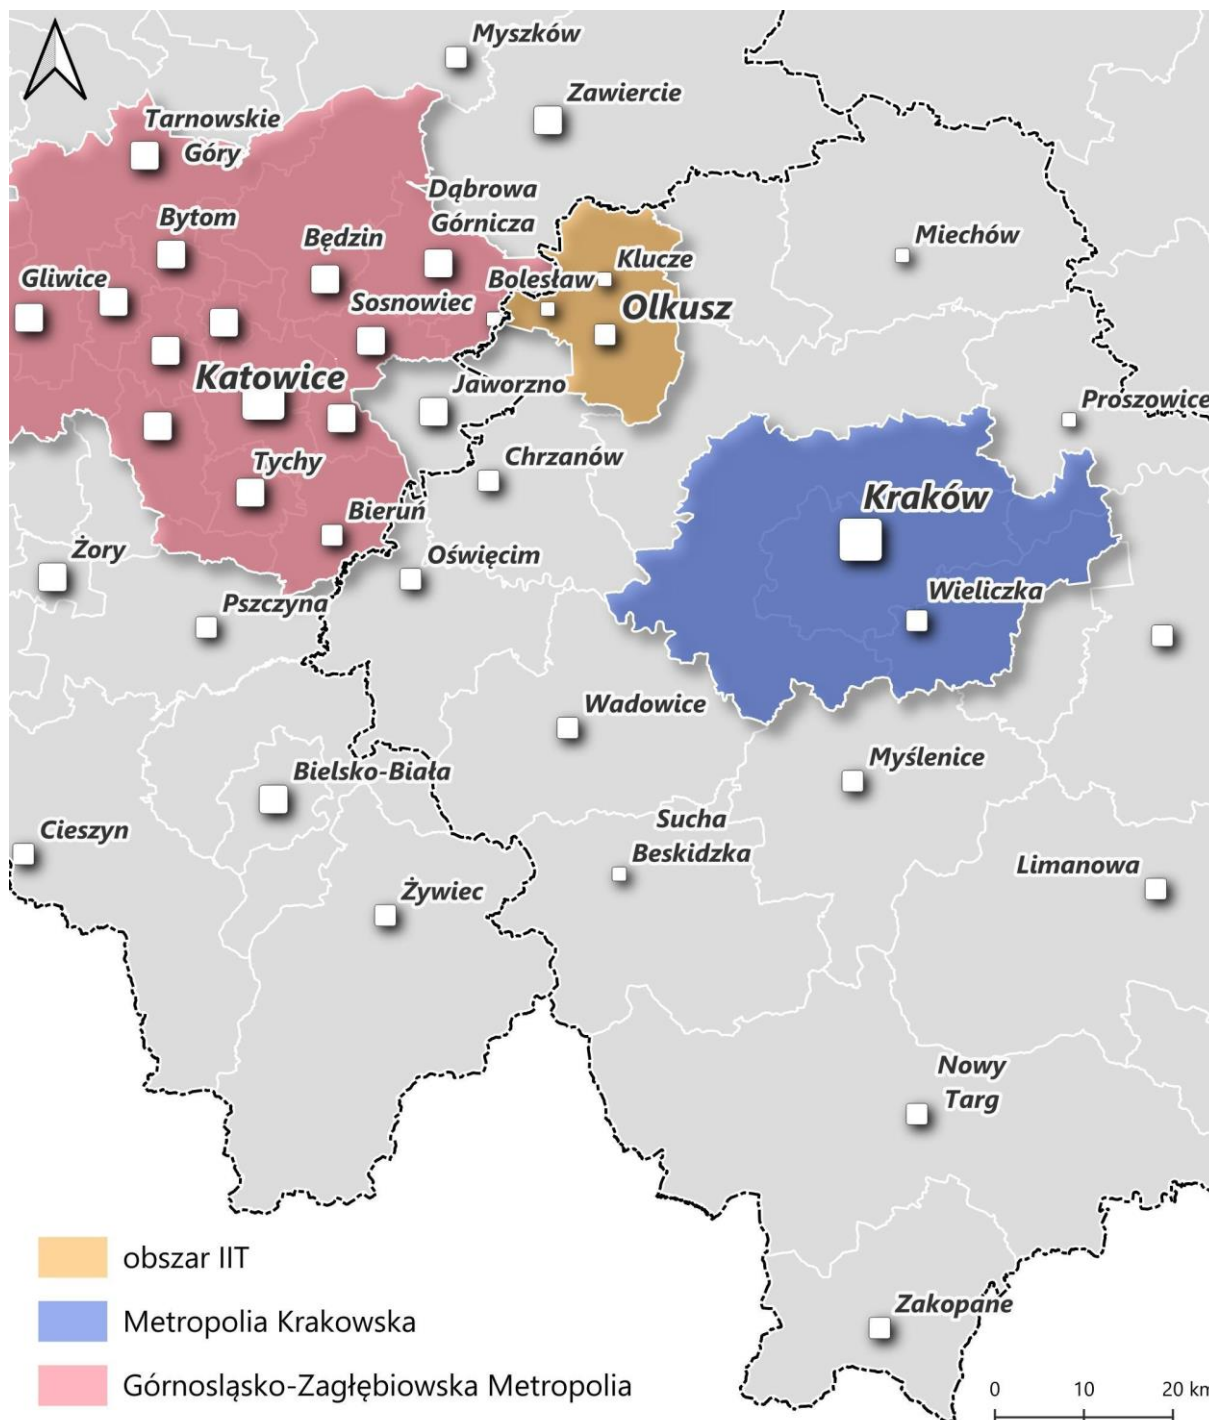 Myszków
Zawiercie
Tarnowskie
Góry
Dąbrowa
Górnicza
Bytom
Będzin
Miechów
Klucze
Gliwice
Bolesław
Sosnowiec
Olkusz
Katowice
Jaworzno
Proszowice
Chrzanów
Tychy
Kraków
Bieruń
Żory
Oświęcim
Wieliczka
Pszczyna
Wadowice
Myślenice
Bielsko-Biała
Sucha
Beskidzka
Cieszyn
Limanowa
Żywiec
Nowy
Targ
obszar IIT
Metropolia Krakowska
Zakopane
Górnosląsko-Zagłębiowska Metropolia
0 10 20 km